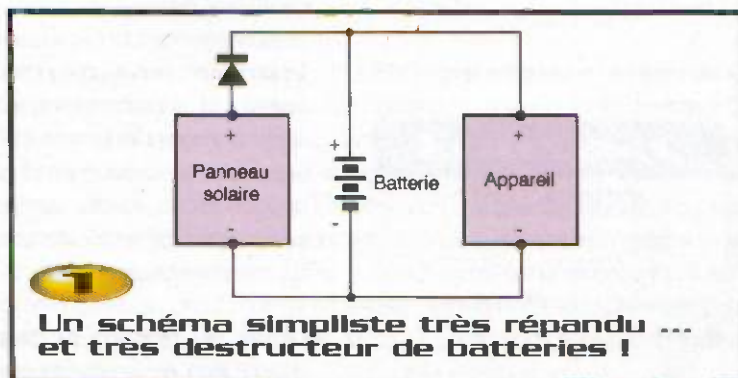 +
Panneau
solaire
-
+
Batterie
-
+
Appareil
-
1
Un schéma simpliste très répandu ...
et très destructeur de batteries !